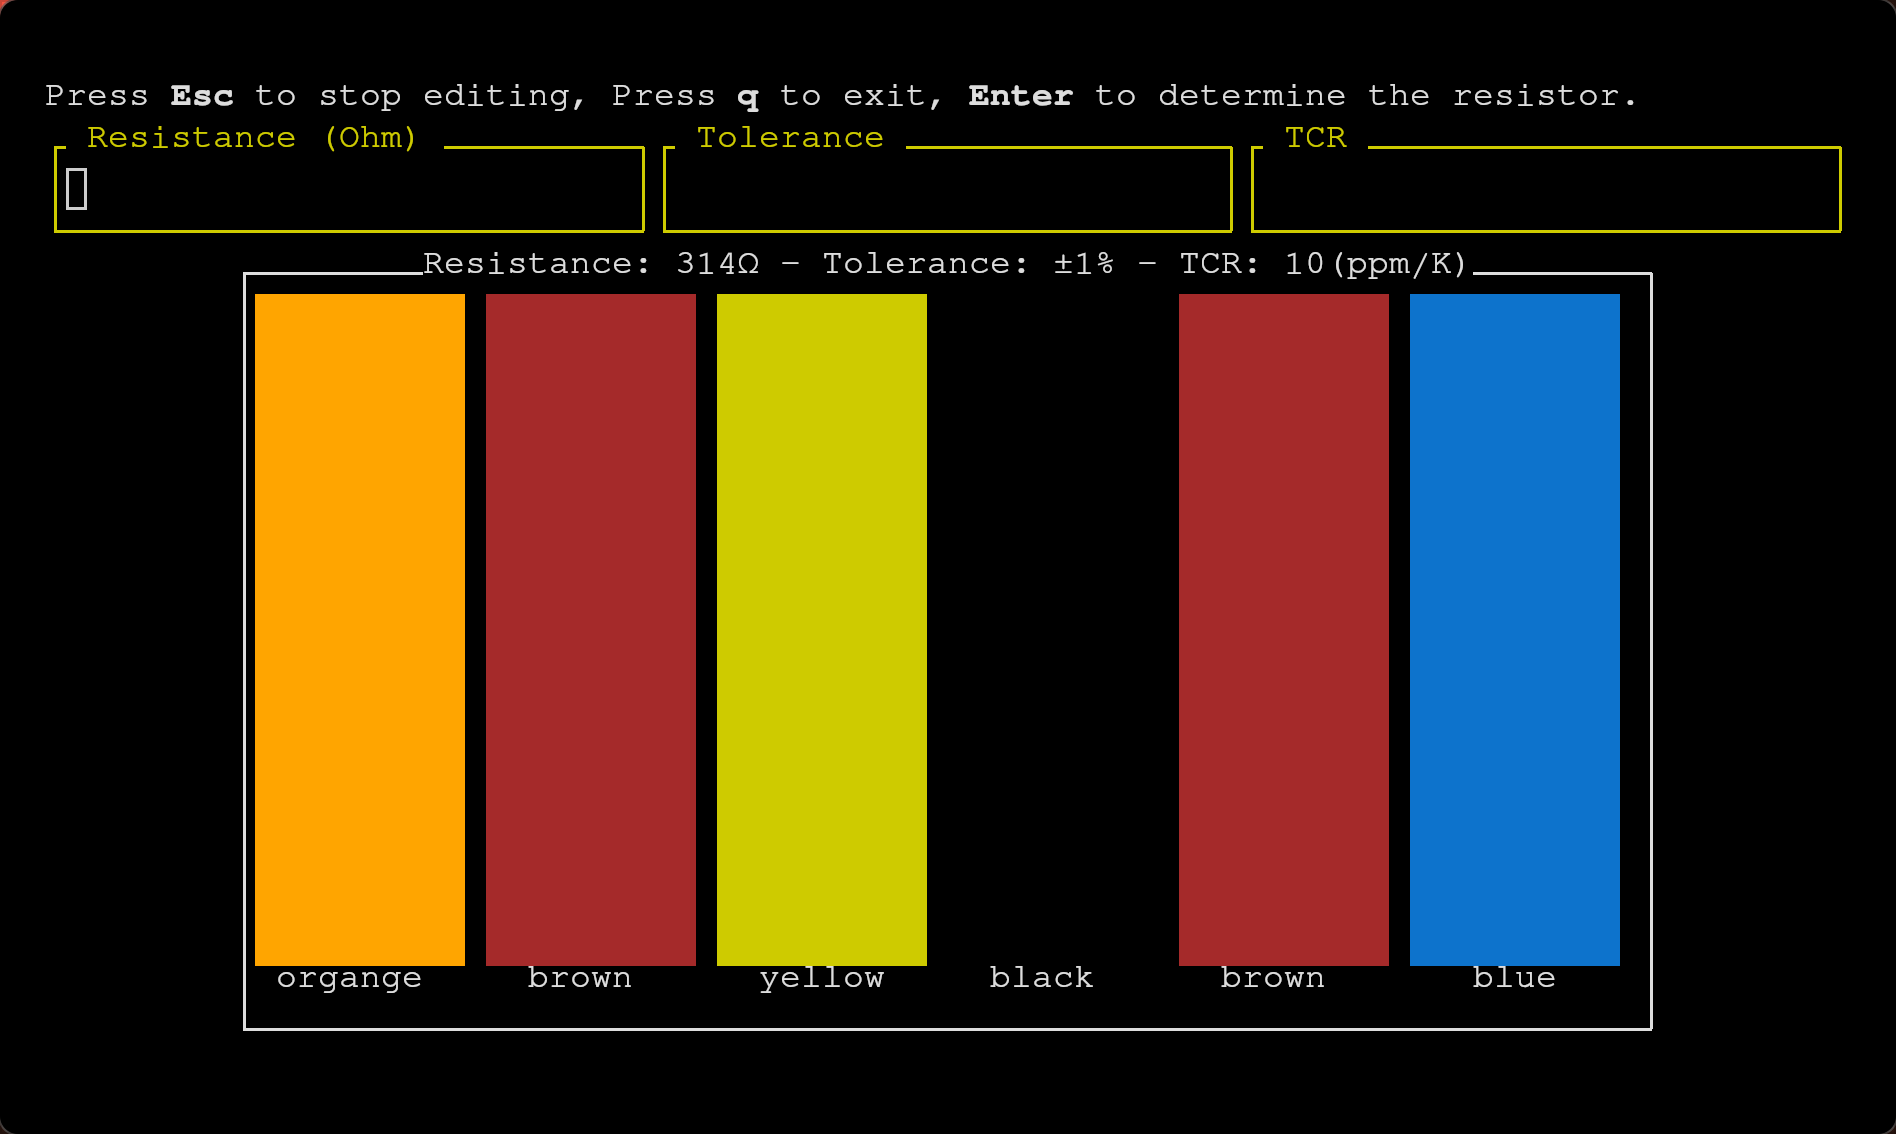 Press Esc to stop editing, Press q to exit, Enter to determine the resistor.
Resistance (Ohm) Tolerance TCR
Resistance: 314Ω - Tolerance: ±1% - TCR: 10(ppm/K)
organge brown yellow black brown blue